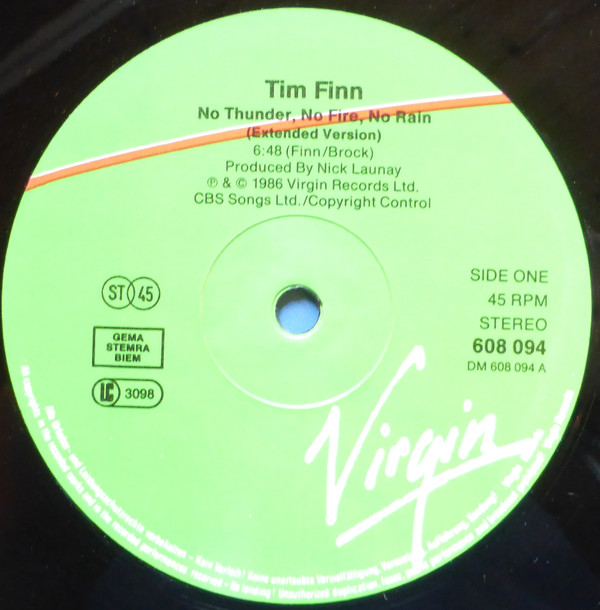 Tim Finn
No Thunder, No Fire, No Rain
(Extended Version)
6:48 (Finn/Brock)
Produced By Nick Launay
℗ & © 1986 Virgin Records Ltd.
CBS Songs Ltd./Copyright Control
ST 45
GEMA
STEMRA
BIEM
LC 3098
SIDE ONE
45 RPM
STEREO
608 094
DM 608 094 A
Virgin